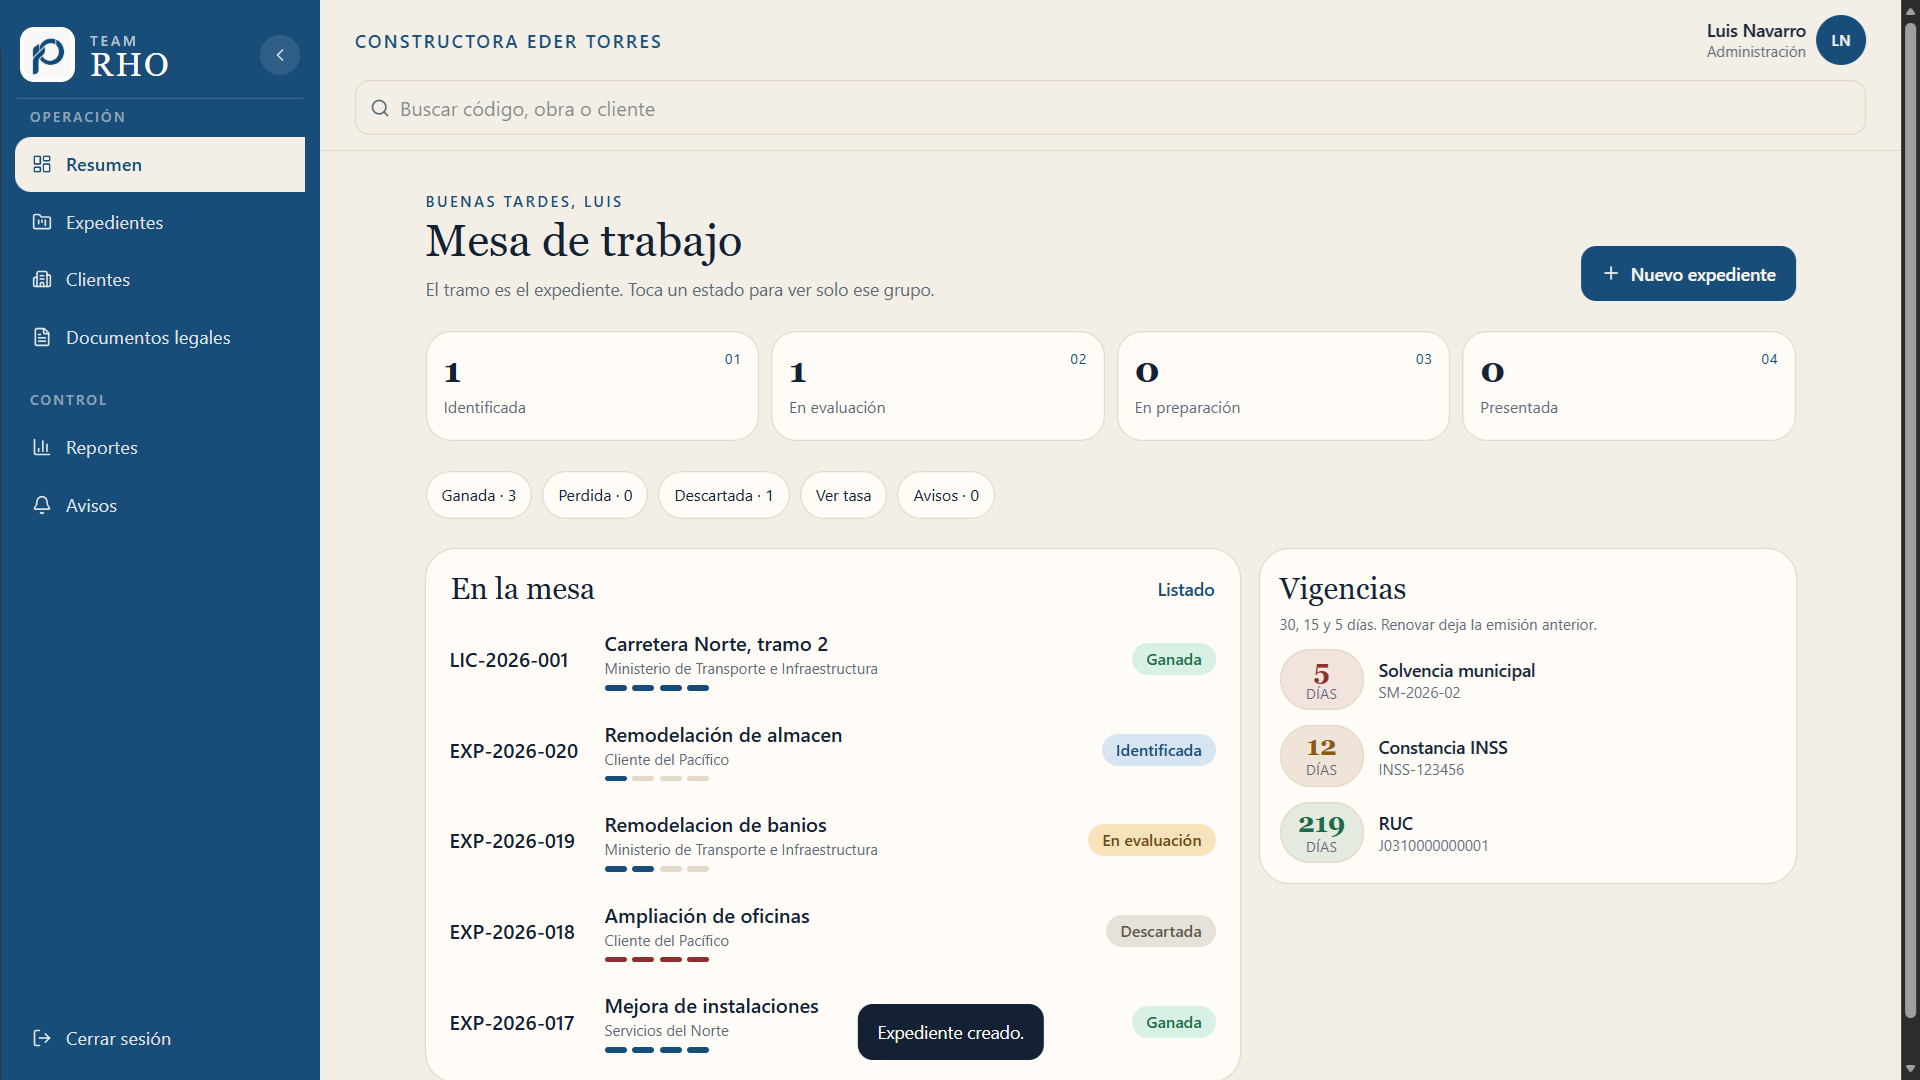 TEAM
RHO
OPERACIÓN
Resumen
Expedientes
Clientes
Documentos legales
CONTROL
Reportes
Avisos
Cerrar sesión
CONSTRUCTORA EDER TORRES
Luis Navarro
Administración
LN
Buscar código, obra o cliente
BUENAS TARDES, LUIS
Mesa de trabajo
El tramo es el expediente. Toca un estado para ver solo ese grupo.
Nuevo expediente
1
01
Identificada
1
02
En evaluación
0
03
En preparación
0
04
Presentada
Ganada · 3
Perdida · 0
Descartada · 1
Ver tasa
Avisos · 0
En la mesa
Listado
LIC-2026-001
Carretera Norte, tramo 2
Ministerio de Transporte e Infraestructura
Ganada
EXP-2026-020
Remodelación de almacen
Cliente del Pacífico
Identificada
EXP-2026-019
Remodelacion de banios
Ministerio de Transporte e Infraestructura
En evaluación
EXP-2026-018
Ampliación de oficinas
Cliente del Pacífico
Descartada
EXP-2026-017
Mejora de instalaciones
Servicios del Norte
Ganada
Expediente creado.
Vigencias
30, 15 y 5 días. Renovar deja la emisión anterior.
5
DÍAS
Solvencia municipal
SM-2026-02
12
DÍAS
Constancia INSS
INSS-123456
219
DÍAS
RUC
J0310000000001